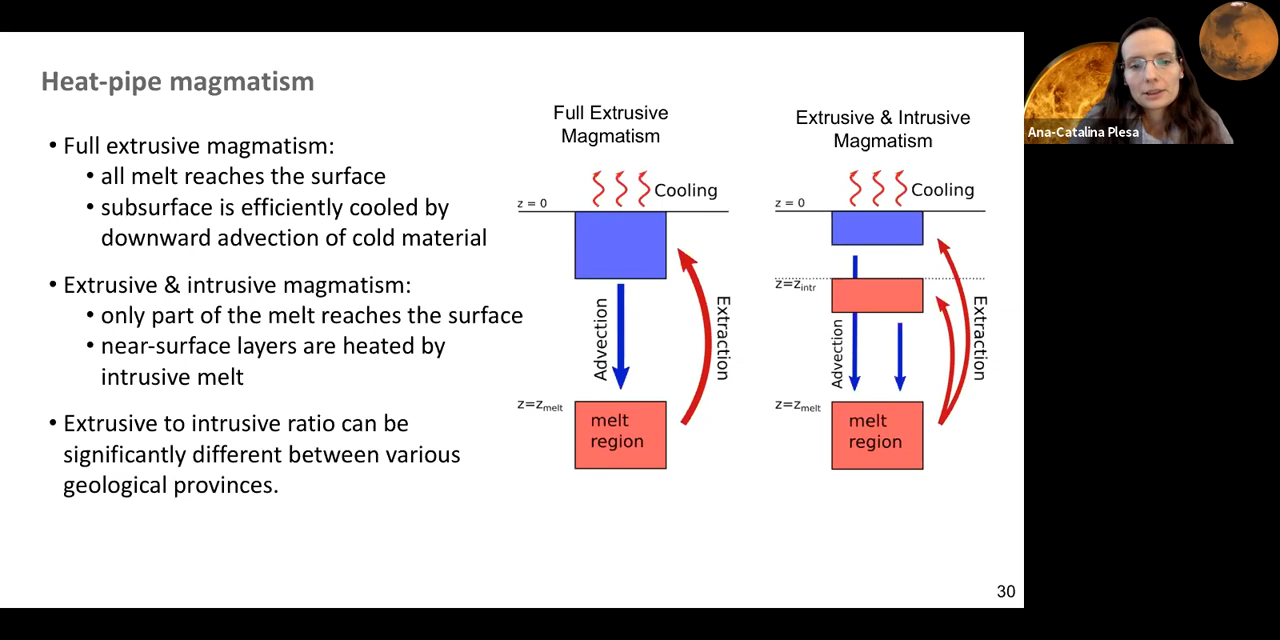 Heat-pipe magmatism
• Full extrusive magmatism:
• all melt reaches the surface
• subsurface is efficiently cooled by
downward advection of cold material
• Extrusive & intrusive magmatism:
• only part of the melt reaches the surface
• near-surface layers are heated by
intrusive melt
• Extrusive to intrusive ratio can be
significantly different between various
geological provinces.
Full Extrusive
Magmatism
Cooling
z = 0
Advection
Extraction
z=zmelt
melt
region
Extrusive & Intrusive
Magmatism
Cooling
z = 0
z=zintr
Advection
Extraction
z=zmelt
melt
region
30
Ana-Catalina Plesa